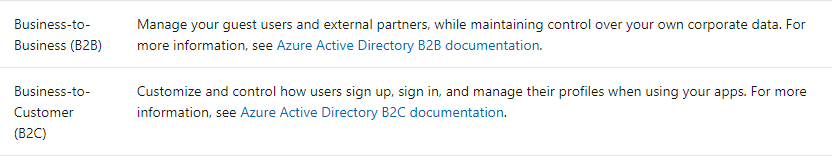 Business-to-
Business (B2B)
Manage your guest users and external partners, while maintaining control over your own corporate data. For
more information, see Azure Active Directory B2B documentation.
Business-to-
Customer
(B2C)
Customize and control how users sign up, sign in, and manage their profiles when using your apps. For more
information, see Azure Active Directory B2C documentation.